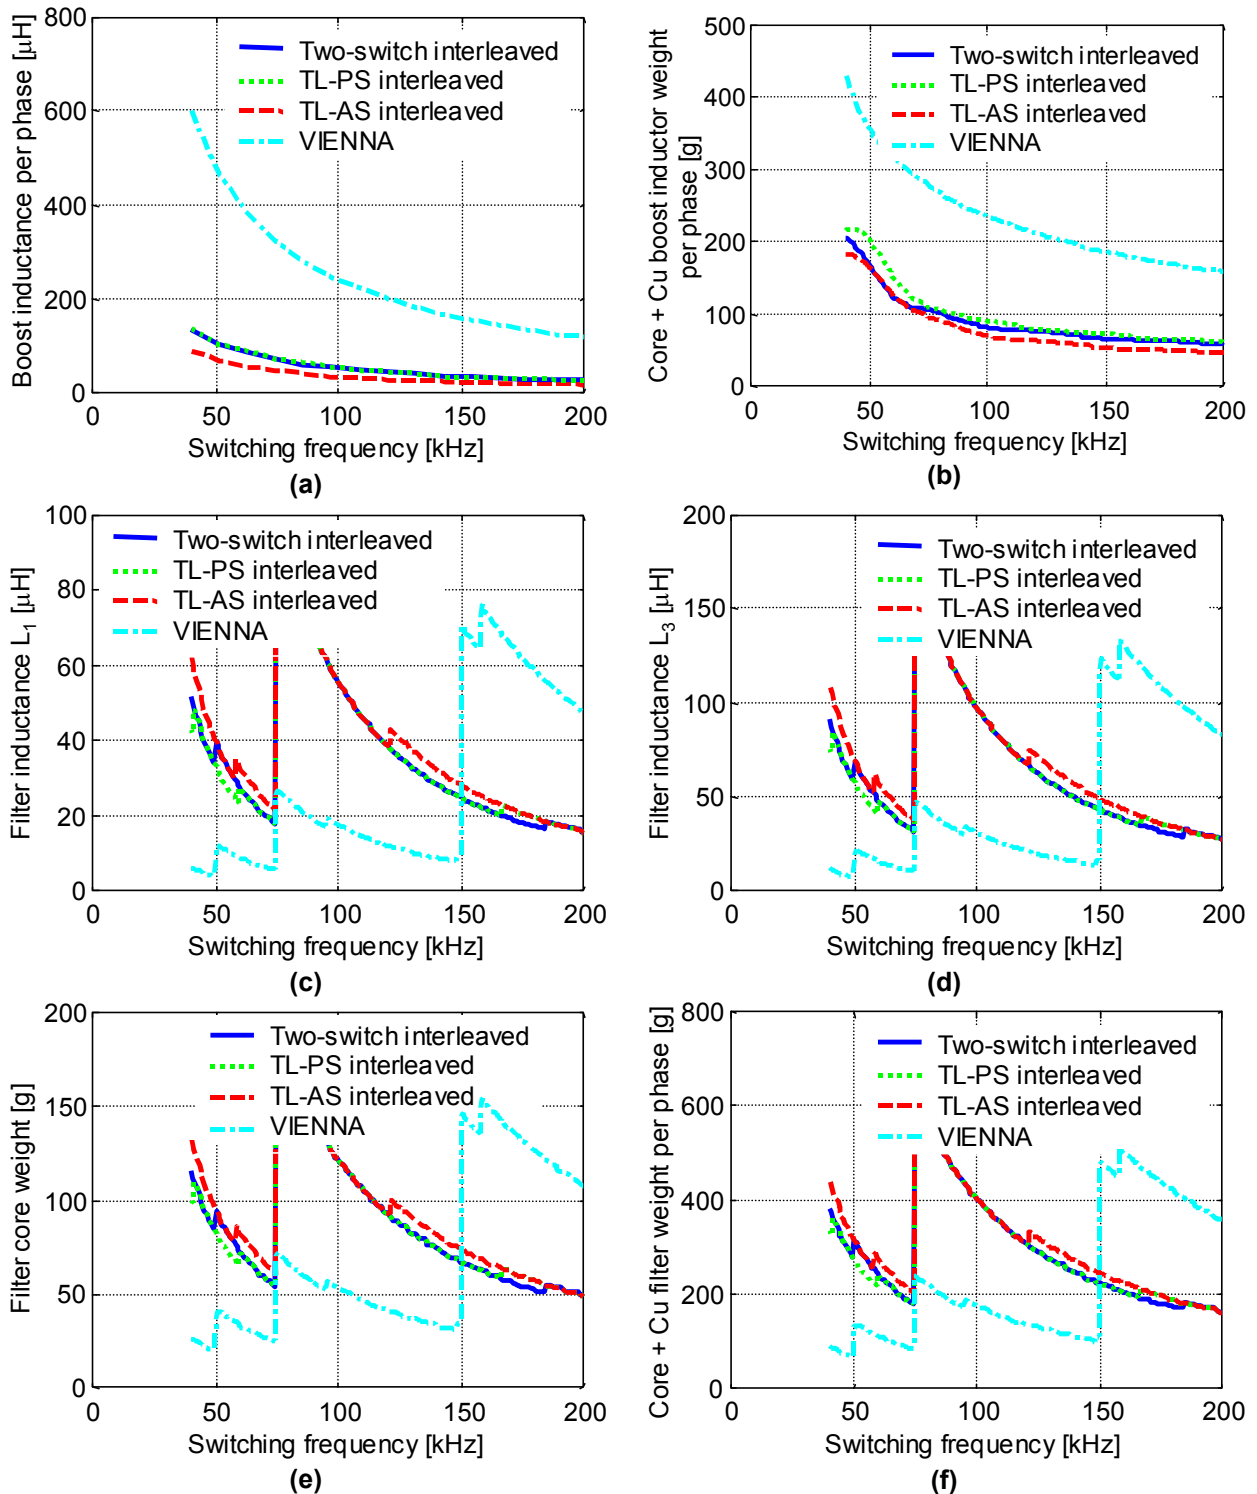 Boost inductance per phase [μH]
800
600
400
200
0
Two-switch interleaved
TL-PS interleaved
TL-AS interleaved
VIENNA
0 50 100 150 200
Switching frequency [kHz]
(a)
Core + Cu boost inductor weight
per phase [g]
500
400
300
200
100
0
Two-switch interleaved
TL-PS interleaved
TL-AS interleaved
VIENNA
0 50 100 150 200
Switching frequency [kHz]
(b)
Filter inductance L1 [μH]
100
80
60
40
20
0
Two-switch interleaved
TL-PS interleaved
TL-AS interleaved
VIENNA
0 50 100 150 200
Switching frequency [kHz]
(c)
Filter inductance L3 [μH]
200
150
100
50
0
Two-switch interleaved
TL-PS interleaved
TL-AS interleaved
VIENNA
0 50 100 150 200
Switching frequency [kHz]
(d)
Filter core weight [g]
200
150
100
50
0
Two-switch interleaved
TL-PS interleaved
TL-AS interleaved
VIENNA
0 50 100 150 200
Switching frequency [kHz]
(e)
Core + Cu filter weight per phase [g]
800
600
400
200
0
Two-switch interleaved
TL-PS interleaved
TL-AS interleaved
VIENNA
0 50 100 150 200
Switching frequency [kHz]
(f)